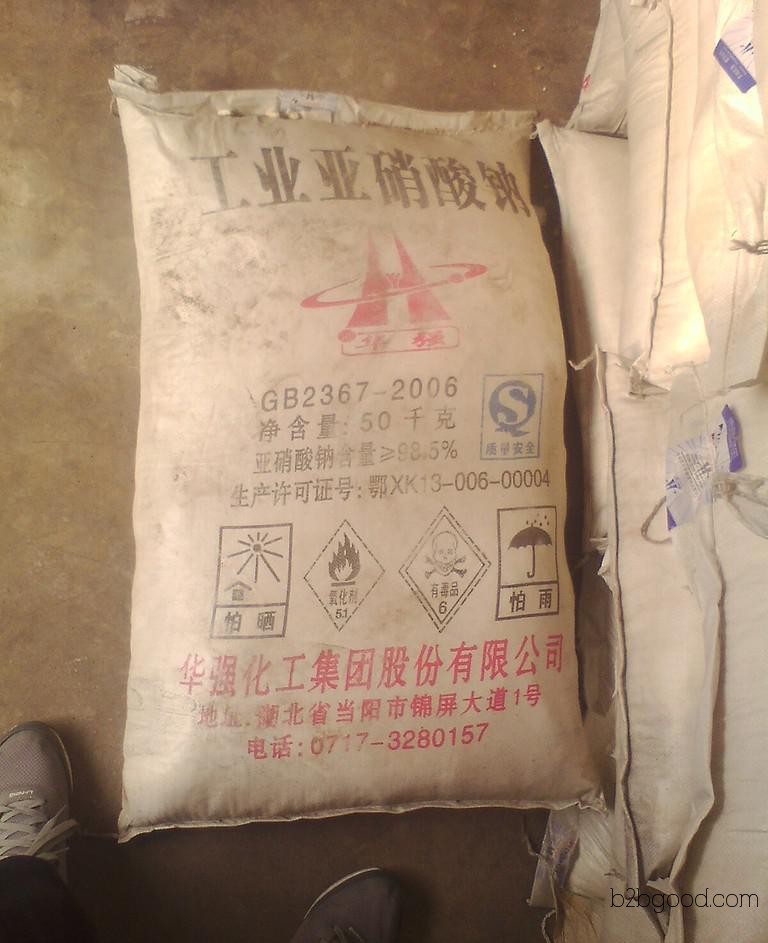 工业亚硝酸钠
华强
GB2367-2006
净含量: 50 千克
亚硝酸钠含量≥98.5%
质量安全
生产许可证号: 鄂XK13-006-00004
怕晒
氧化剂
5.1
有毒品
6
怕雨
华强化工集团股份有限公司
地址:湖北省当阳市锦屏大道1号
电话:0717-3280157
b2bgood.com